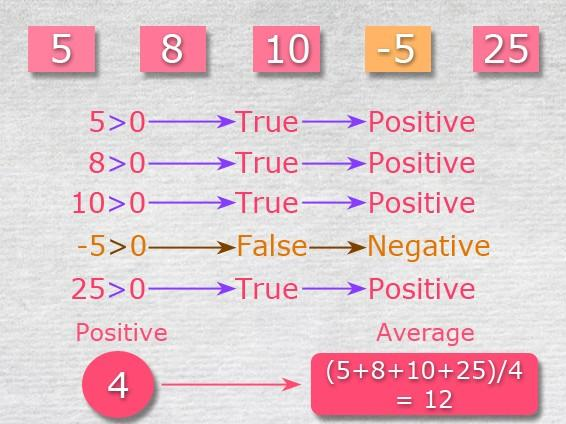 5 8 10 -5 25
5>0 True Positive
8>0 True Positive
10>0 True Positive
-5>0 False Negative
25>0 True Positive
Positive Average
4 (5+8+10+25)/4
= 12